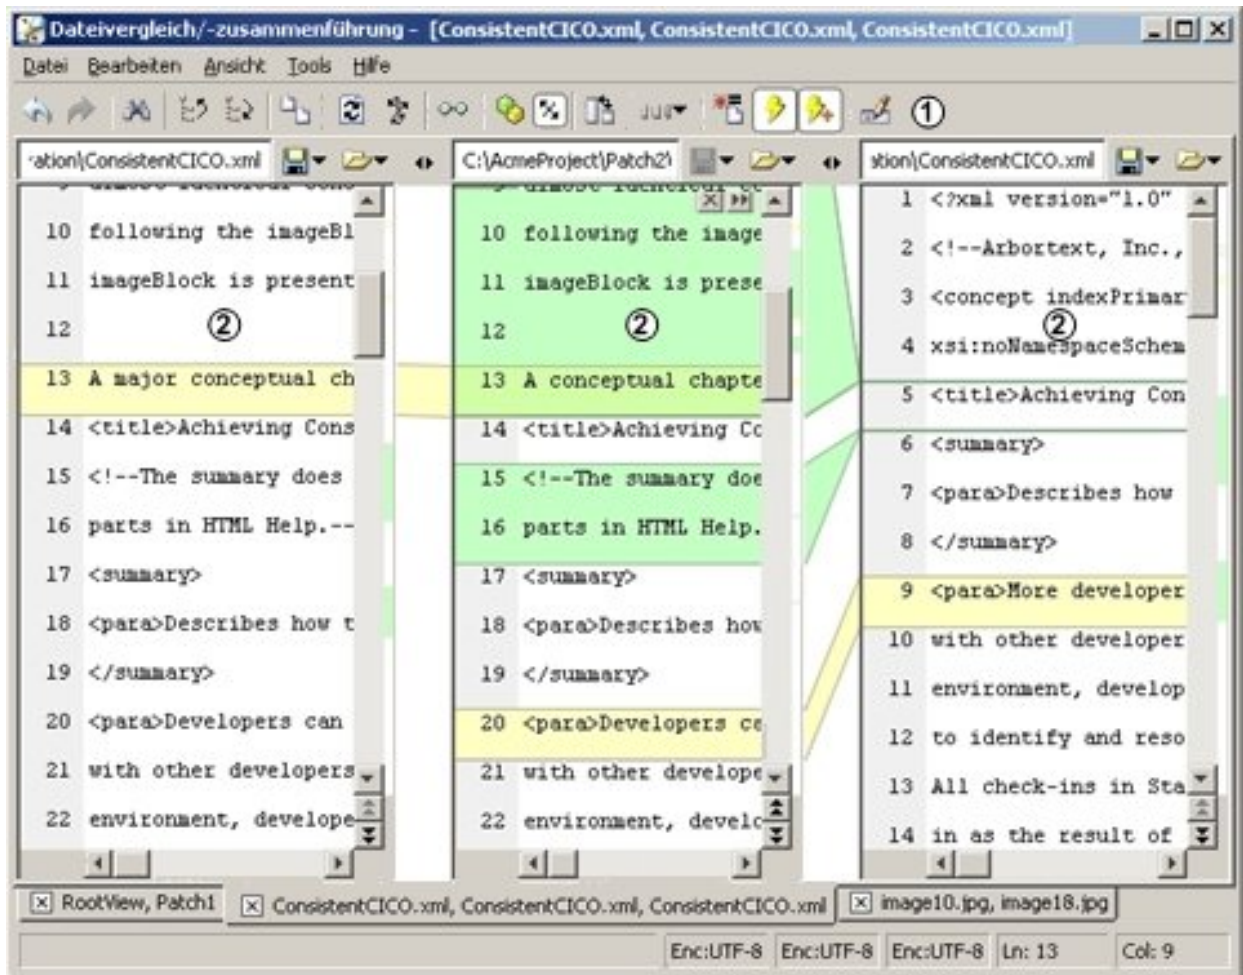 Dateivergleich/-zusammenführung - [ConsistentCICO.xml, ConsistentCICO.xml, ConsistentCICO.xml]
Datei Bearbeiten Ansicht Tools Hilfe
1
ation\ConsistentCICO.xml
C:\AcmeProject\Patch2\
ation\ConsistentCICO.xml
10 following the imageBl
11 imageBlock is present
12
2
13 A major conceptual ch
14 <title>Achieving Cons
15 <!--The summary does
16 parts in HTML Help.--
17 <summary>
18 <para>Describes how t
19 </summary>
20 <para>Developers can
21 with other developers
22 environment, develope
10 following the image
11 imageBlock is prese
12
2
13 A conceptual chapte
14 <title>Achieving Co
15 <!--The summary doe
16 parts in HTML Help.
17 <summary>
18 <para>Describes how
19 </summary>
20 <para>Developers ca
21 with other develope
22 environment, develo
1 <?xml version="1.0"
2 <!--Arbortext, Inc.,
3 <concept indexPrimar
2
4 xsi:noNamespaceSchem
5 <title>Achieving Con
6 <summary>
7 <para>Describes how
8 </summary>
9 <para>More developer
10 with other developer
11 environment, develop
12 to identify and reso
13 All check-ins in Sta
14 in as the result of
RootView, Patch1
ConsistentCICO.xml, ConsistentCICO.xml, ConsistentCICO.xml
image10.jpg, image18.jpg
Enc:UTF-8 Enc:UTF-8 Enc:UTF-8 Ln: 13 Col: 9